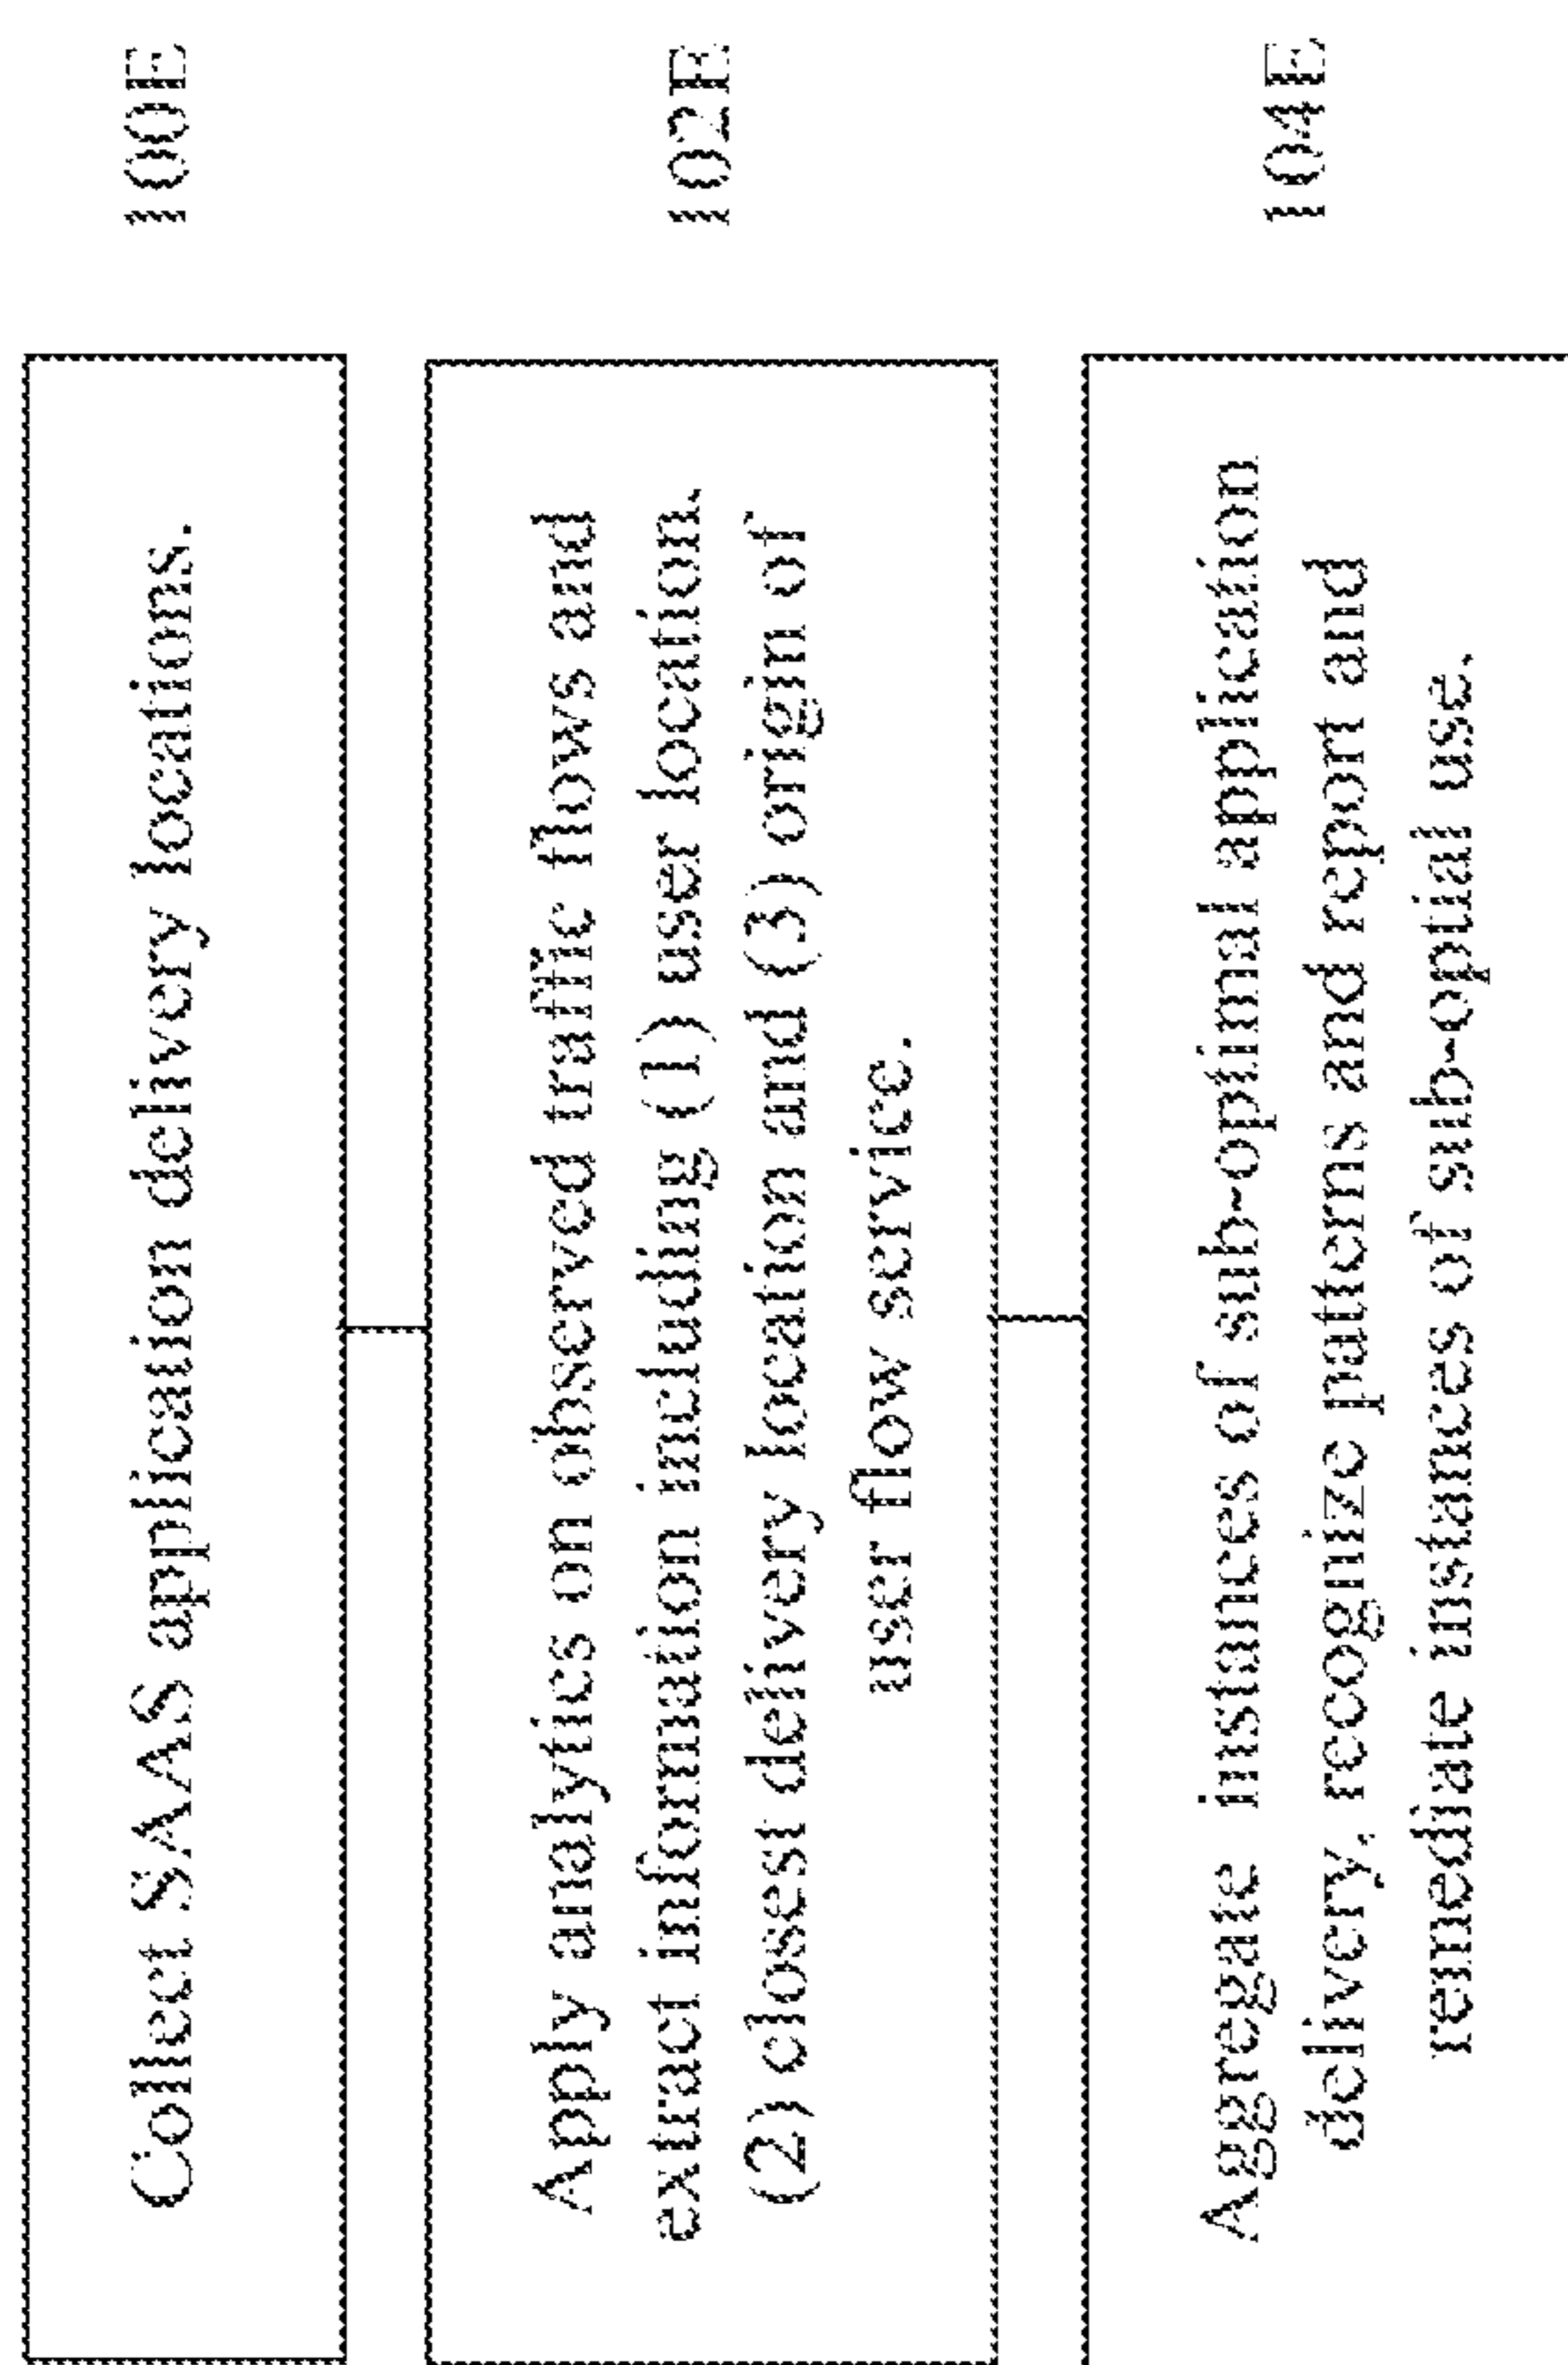 Collect SAAS application delivery locations.
100E
Apply analytics on observed traffic flows and
extract information including (1) user location.
(2) closest delivery location and (3) origin of
user flow service.
102E
Aggregate instances of sub-optimal application
delivery, recognize patterns and report and
remediate instances of sub-optial use.
104E